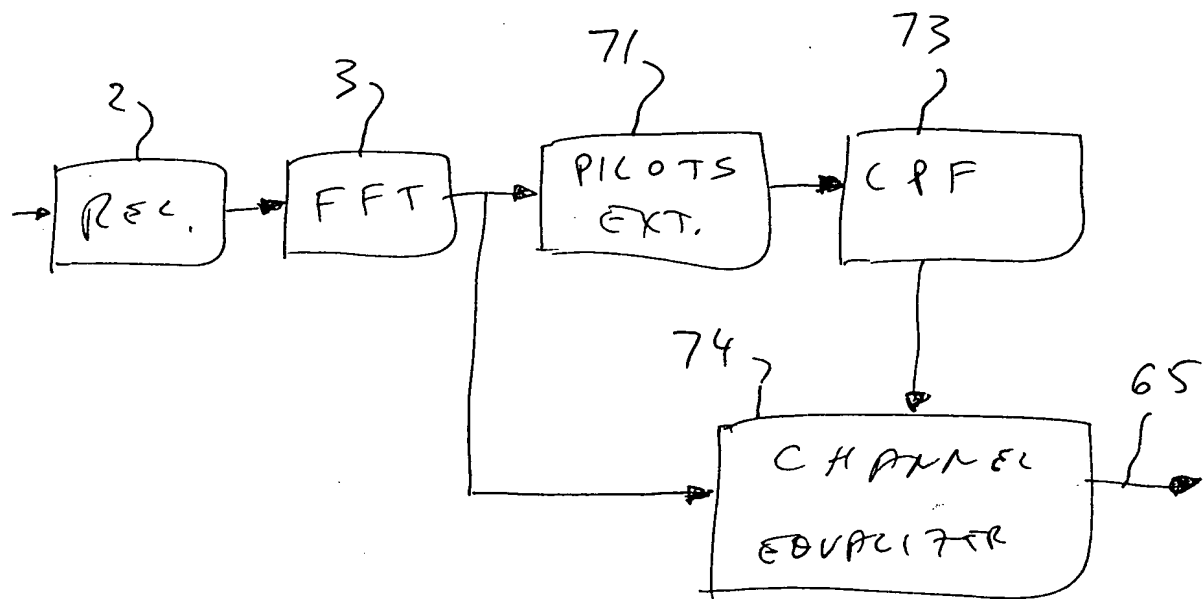 71
73
2
3
REC.
FFT
PILOTS
EXT.
CPF
74
65
CHANNEL
EQUALIZER